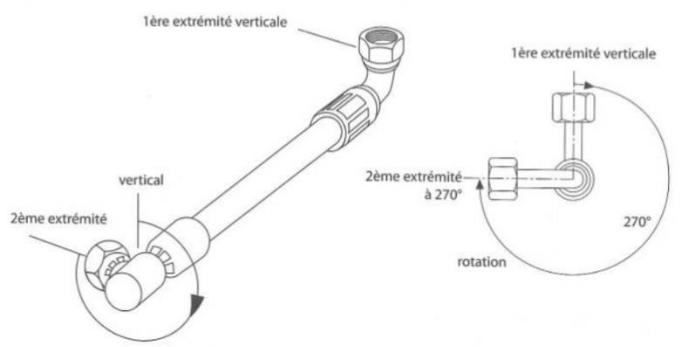 1ère extrémité verticale
vertical
2ème extrémité
1ère extrémité verticale
2ème extrémité
à 270°
270°
rotation